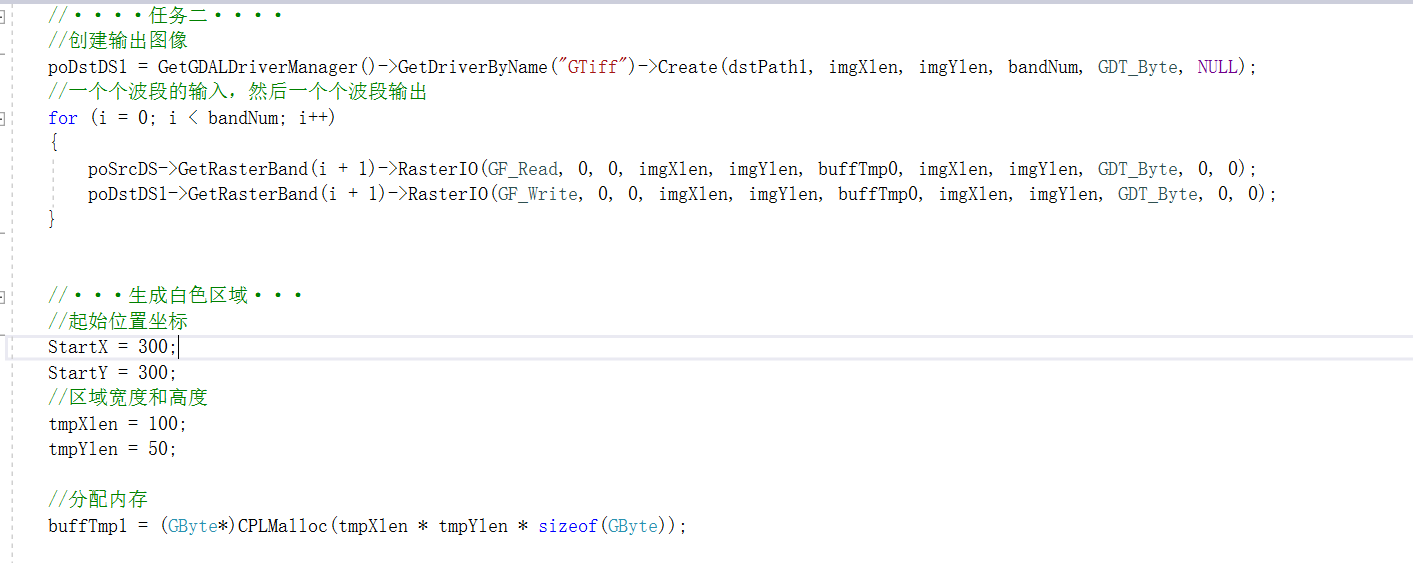 //····任务二····
//创建输出图像
poDstDS1 = GetGDALDriverManager()->GetDriverByName("GTiff")->Create(dstPath1, imgXlen, imgYlen, bandNum, GDT_Byte, NULL);
//一个个波段的输入，然后一个个波段输出
for (i = 0; i < bandNum; i++)
{
poSrcDS->GetRasterBand(i + 1)->RasterIO(GF_Read, 0, 0, imgXlen, imgYlen, buffTmp0, imgXlen, imgYlen, GDT_Byte, 0, 0);
poDstDS1->GetRasterBand(i + 1)->RasterIO(GF_Write, 0, 0, imgXlen, imgYlen, buffTmp0, imgXlen, imgYlen, GDT_Byte, 0, 0);
}
//···生成白色区域···
//起始位置坐标
StartX = 300;
StartY = 300;
//区域宽度和高度
tmpXlen = 100;
tmpYlen = 50;
//分配内存
buffTmp1 = (GByte*)CPLMalloc(tmpXlen * tmpYlen * sizeof(GByte));